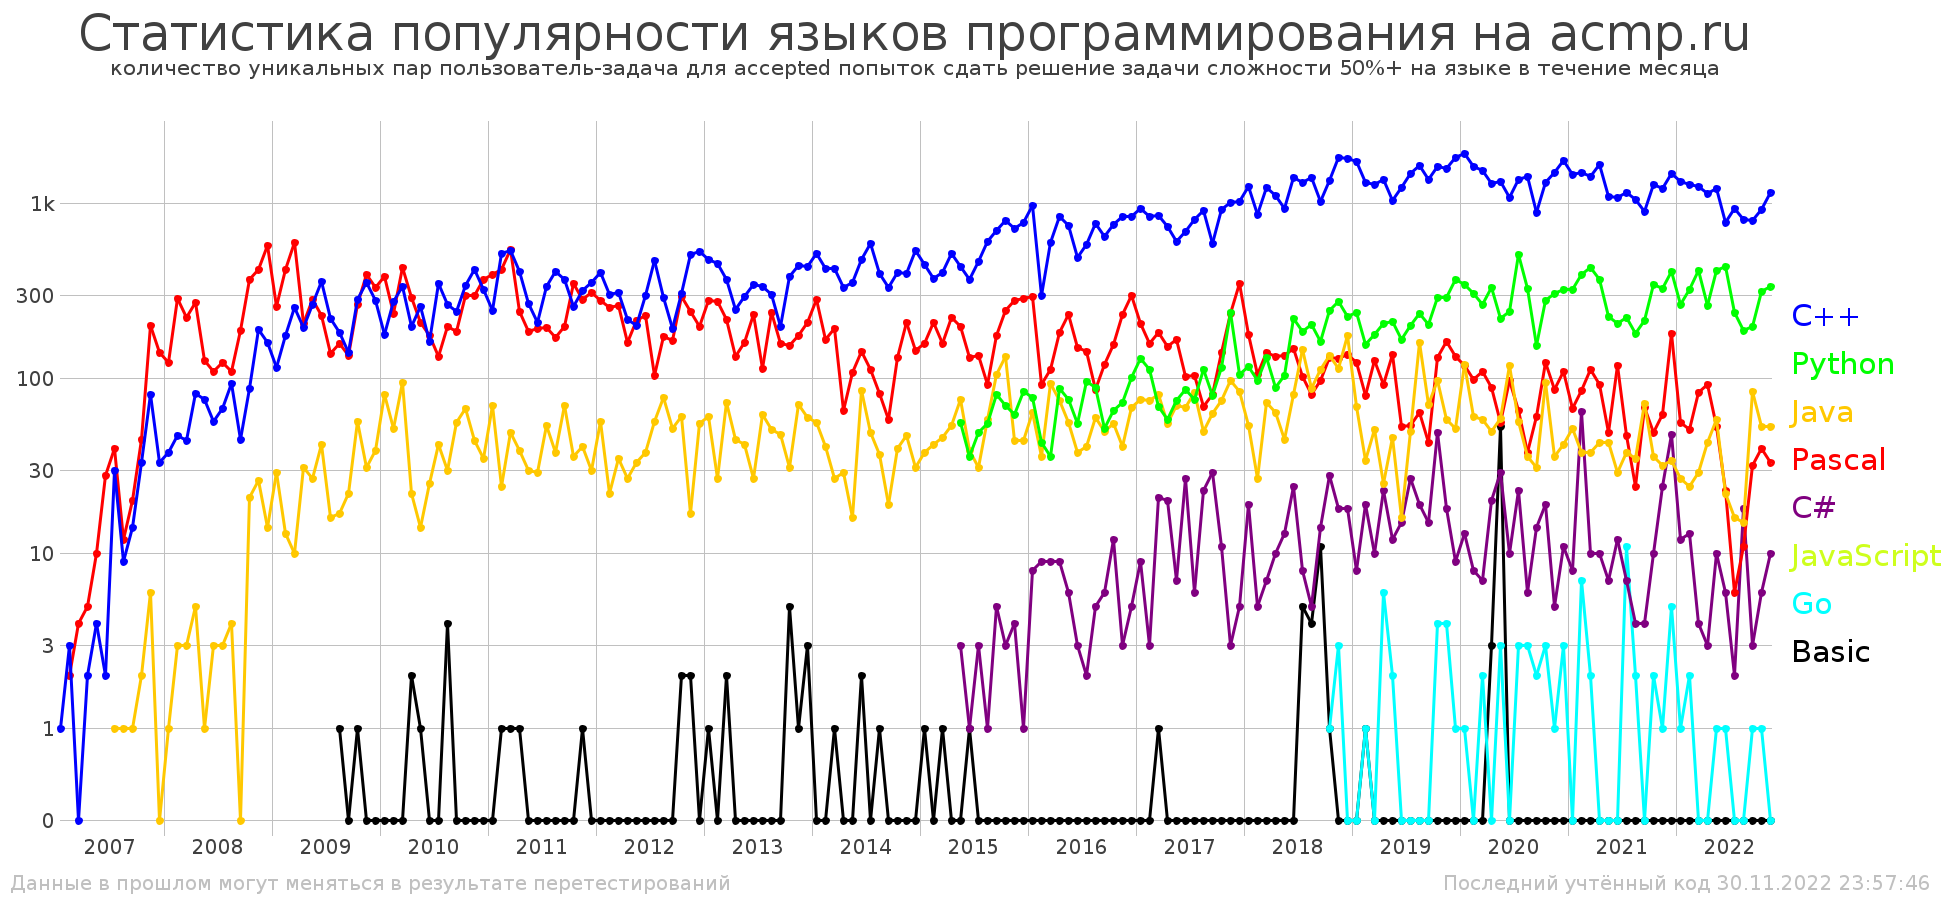 Статистика популярности языков программирования на acmp.ru
количество уникальных пар пользователь-задача для accepted попыток сдать решение задачи сложности 50%+ на языке в течение месяца
1k
300
100
30
10
3
1
0
C++
Python
Java
Pascal
C#
JavaScript
Go
Basic
2007 2008 2009 2010 2011 2012 2013 2014 2015 2016 2017 2018 2019 2020 2021 2022
Данные в прошлом могут меняться в результате перетестирований
Последний учтённый код 30.11.2022 23:57:46